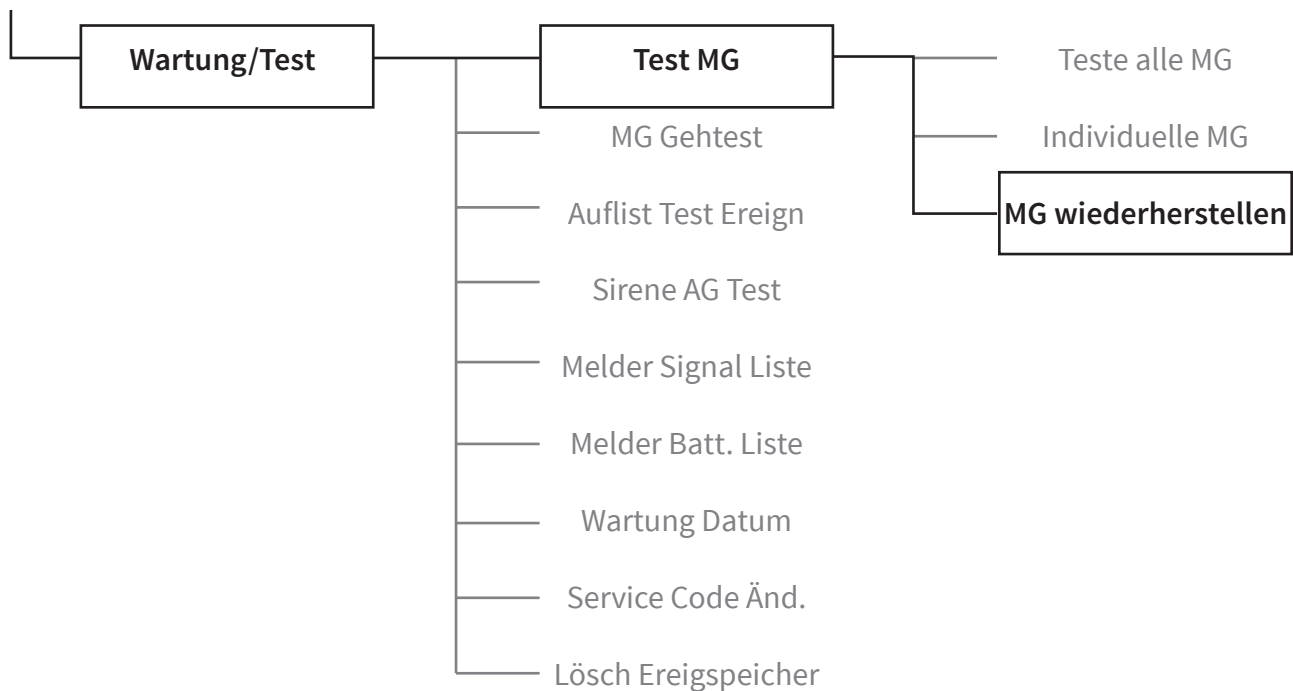 Wartung/Test
Test MG
Teste alle MG
MG Gehtest
Individuelle MG
Auflist Test Ereign
MG wiederherstellen
Sirene AG Test
Melder Signal Liste
Melder Batt. Liste
Wartung Datum
Service Code Änd.
Lösch Ereigspeicher